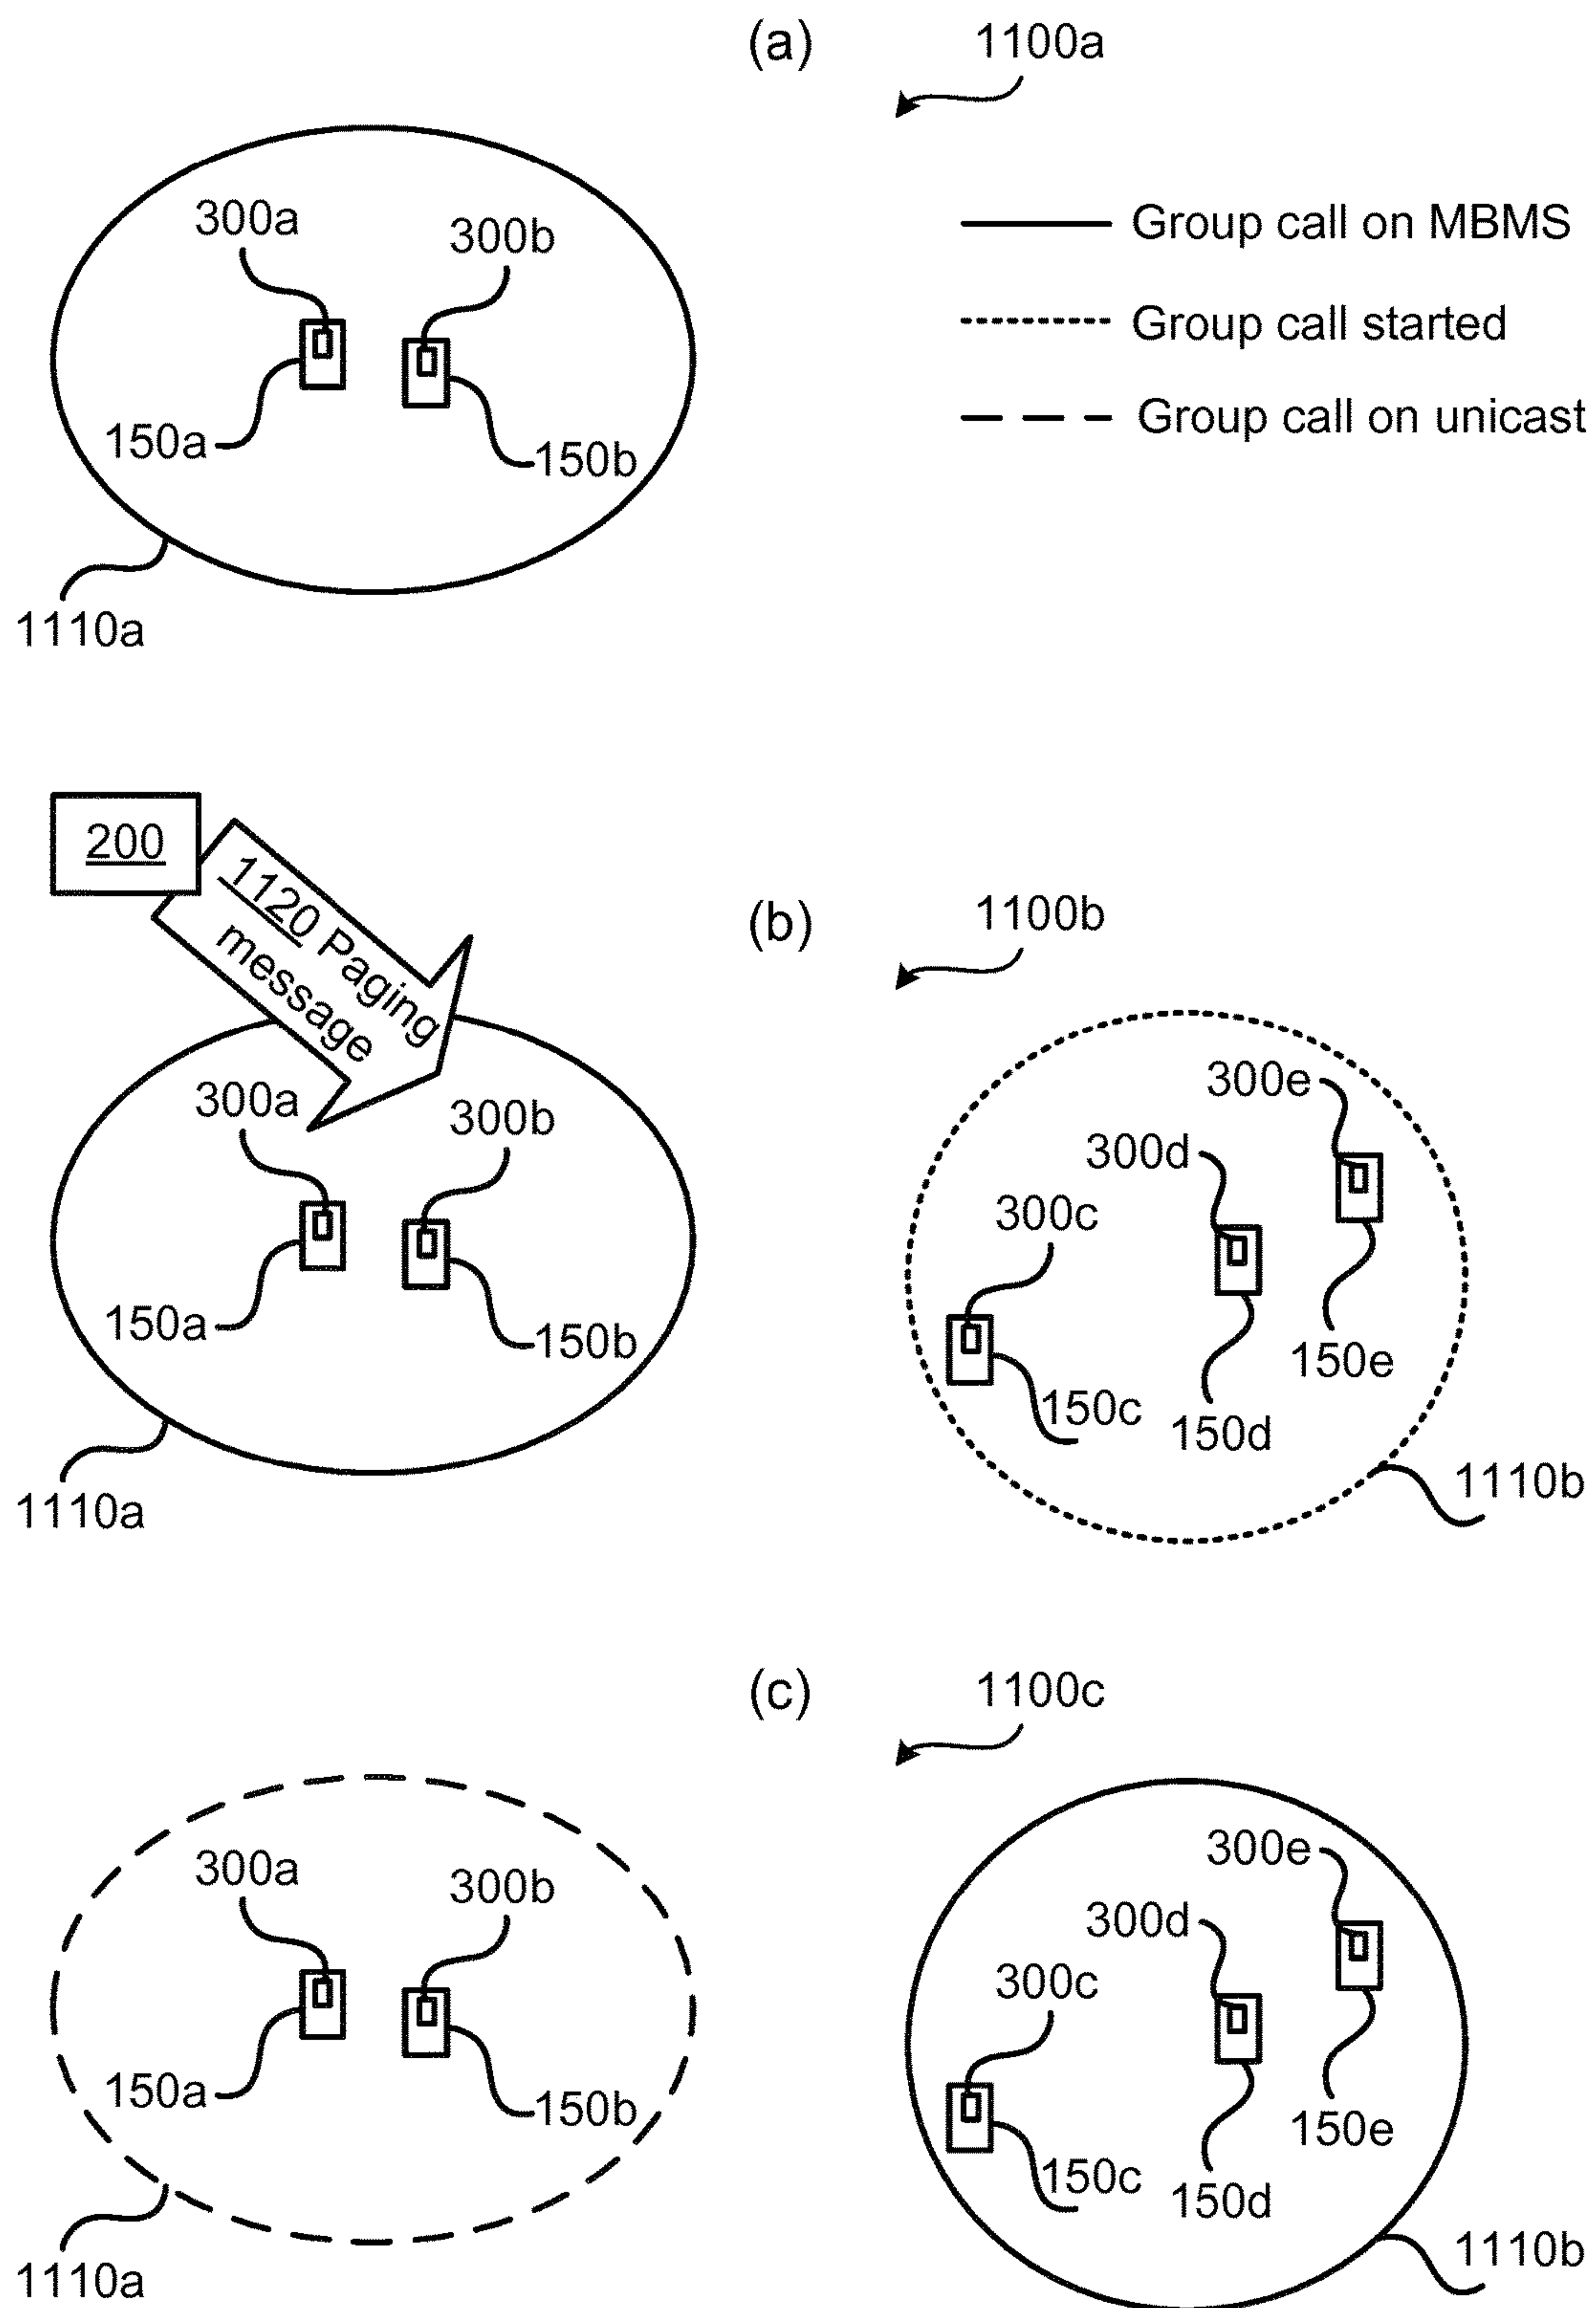 (a)
1100a
300a
300b
Group call on MBMS
Group call started
Group call on unicast
150a
150b
1110a
200
1120 Paging
message
(b)
1100b
300a
300b
300e
300d
300c
150a
150b
150e
150c
150d
1110a
1110b
(c)
1100c
300a
300b
300e
300d
300c
150a
150b
150e
150c
150d
1110a
1110b